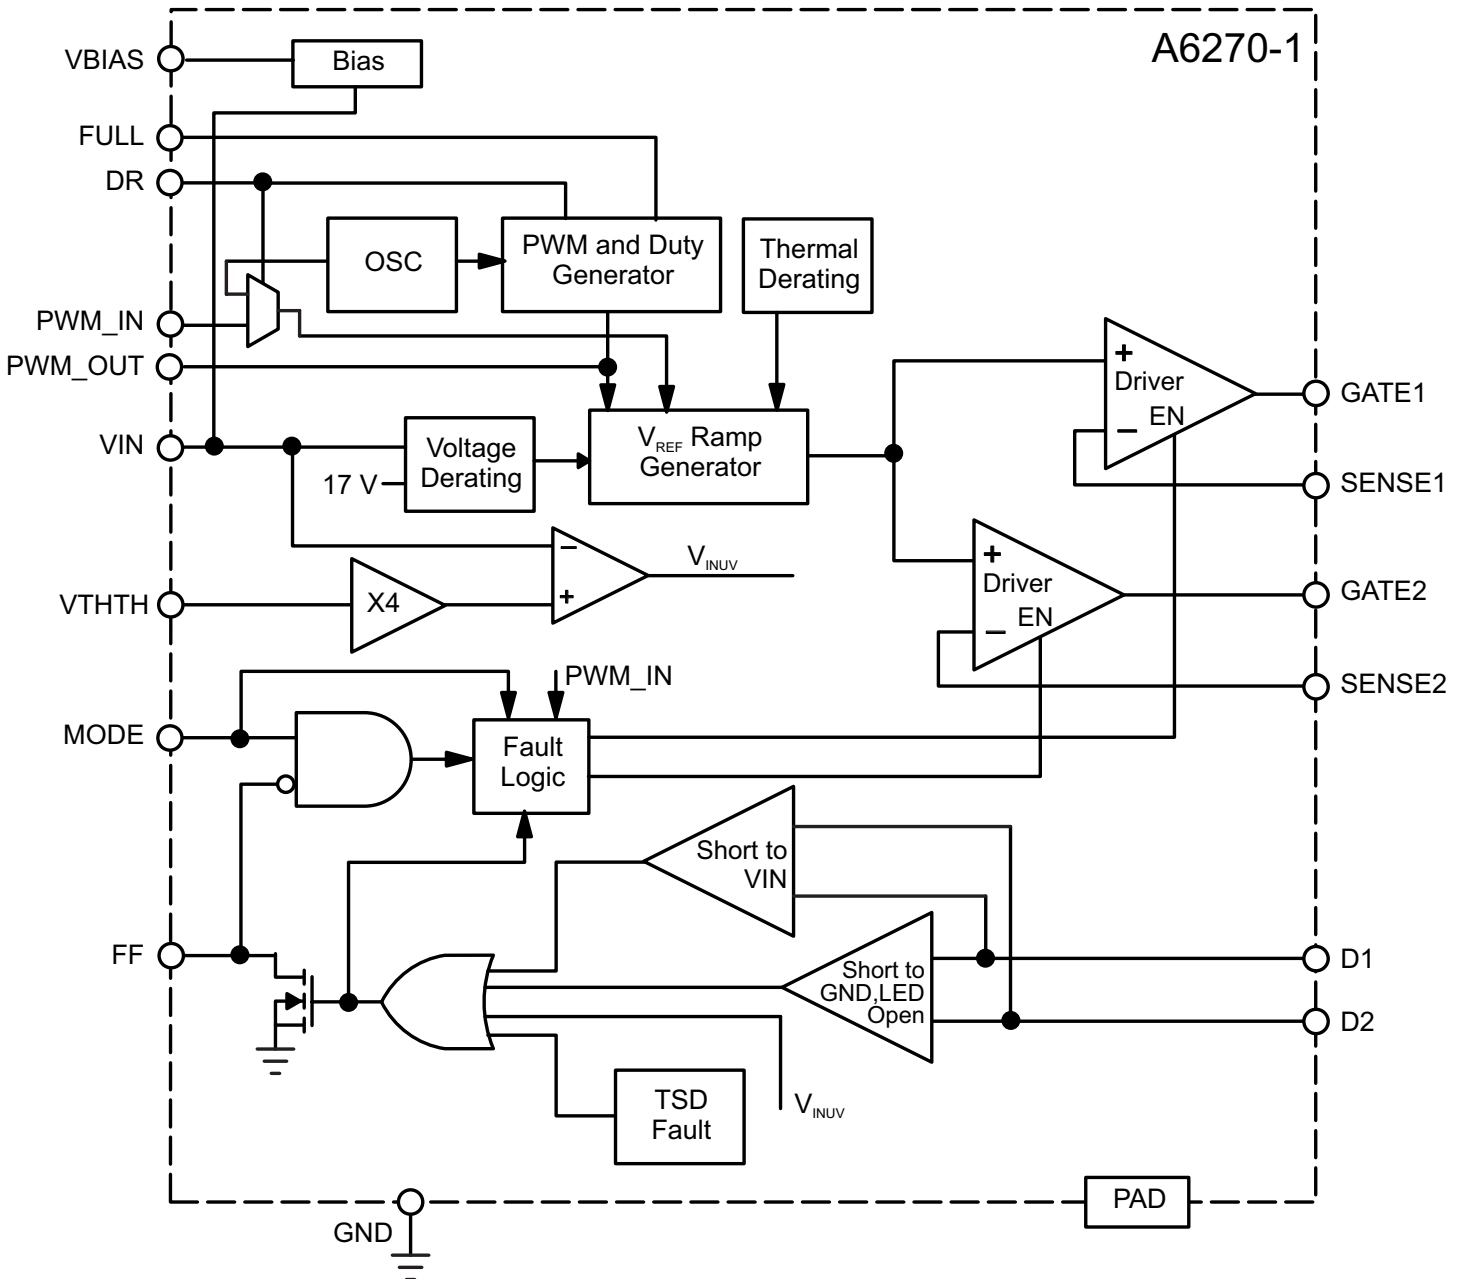 A6270-1
VBIAS
Bias
FULL
DR
OSC
PWM and Duty
Generator
Thermal
Derating
PWM_IN
PWM_OUT
+
Driver
EN
−
GATE1
VIN
Voltage
Derating
17 V
VREF Ramp
Generator
SENSE1
−
+
VINUV
+
Driver
EN
−
GATE2
VTHTH
X4
PWM_IN
SENSE2
MODE
Fault
Logic
Short to
VIN
FF
Short to
GND,LED
Open
D1
D2
TSD
Fault
VINUV
PAD
GND